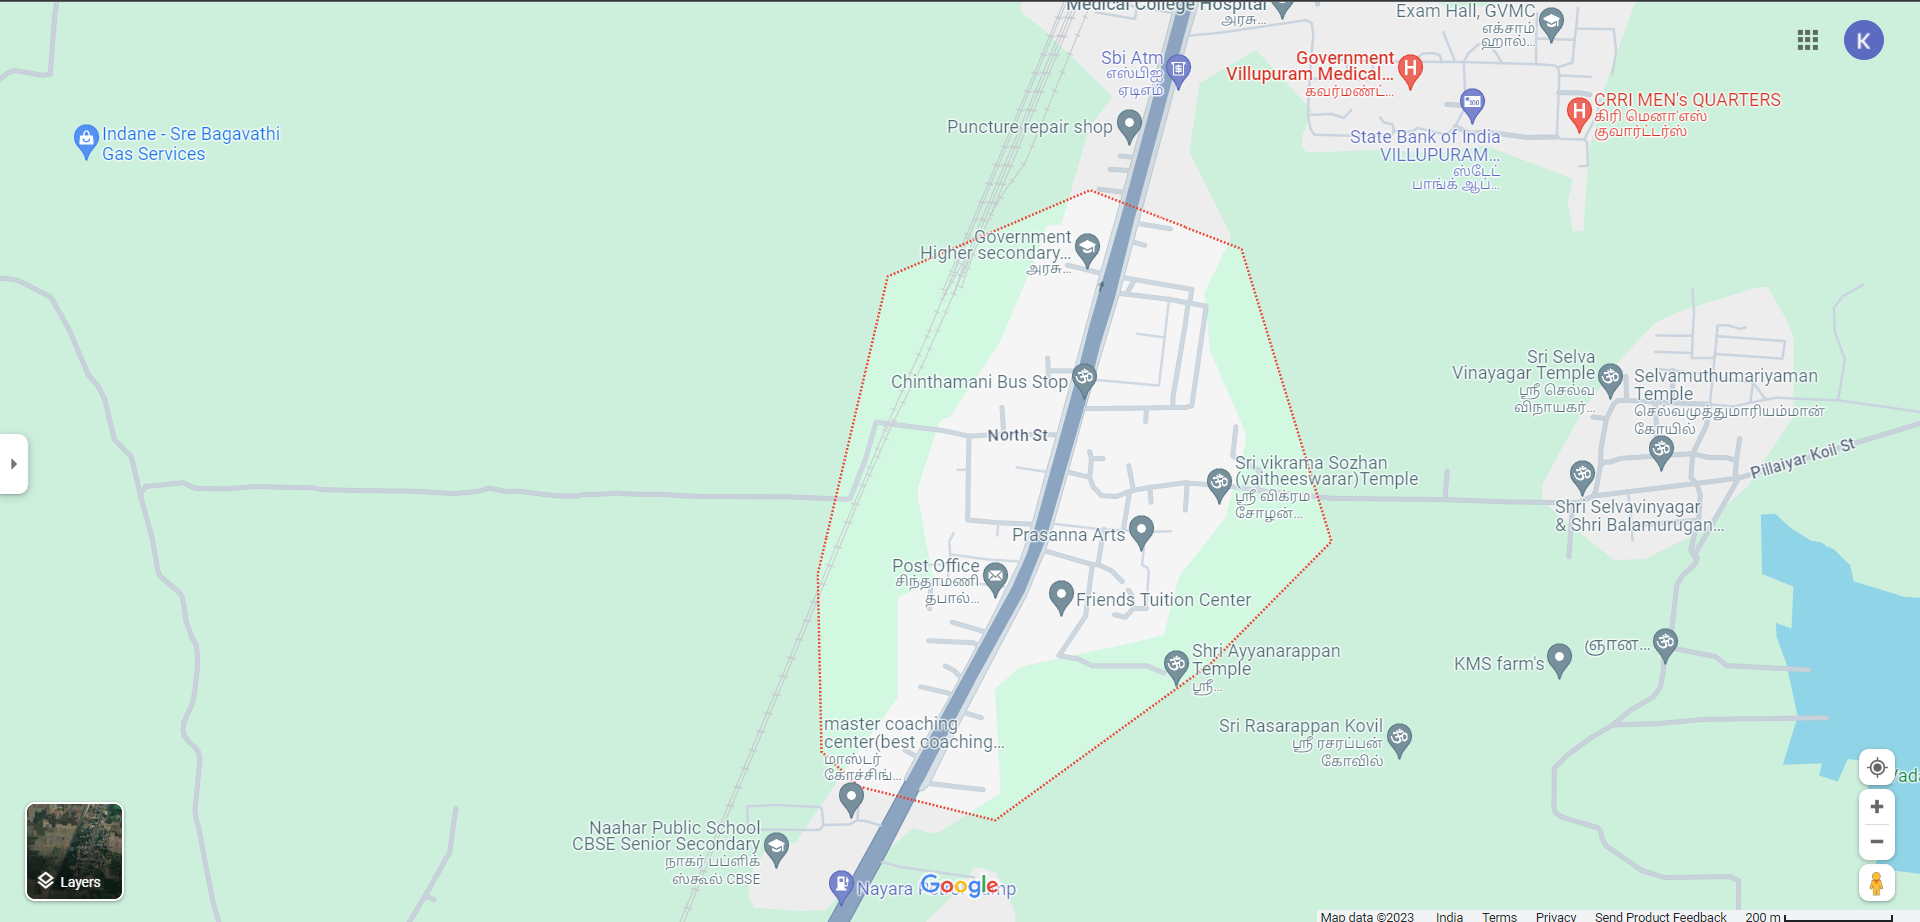 Medical College Hospital
அரசு...
Exam Hall, GVMC
எக்சாம்
ஹால்...
K
Sbi Atm
எஸ்பிஐ
ஏடிஎம்
Government
Villupuram Medical...
கவர்மண்ட்...
CRRI MEN's QUARTERS
கிரி மெனா'எஸ்
குவார்ட்டர்ஸ்
Puncture repair shop
State Bank of India
VILLUPURAM...
ஸ்டேட்
பாங்க் ஆப்...
Indane - Sre Bagavathi
Gas Services
Government
Higher secondary...
அரசு...
Chinthamani Bus Stop
Sri Selva
Vinayagar Temple
ஸ்ரீ செல்வ
விநாயகர்...
Selvamuthumariyaman
Temple
செல்வமுத்துமாரியம்மான்
கோயில்
North St
Pillaiyar Koil St
Sri vikrama Sozhan
(vaitheeswarar)Temple
ஸ்ரீ விக்ரம
சோழன்...
Shri Selvavinyagar
& Shri Balamurugan...
Prasanna Arts
Post Office
சிந்தாமணி
தபால்...
Friends Tuition Center
Shri Ayyanarappan
Temple
ஸ்ரீ...
ஞான...
KMS farm's
Sri Rasarappan Kovil
ஸ்ரீ ரசரப்பன்
கோவில்
master coaching
center(best coaching...
மாஸ்டர்
கோச்சிங்...
Naahar Public School
CBSE Senior Secondary
நாகர் பப்ளிக்
ஸ்கூல் CBSE
Layers
Nayara
Google
Map data ©2023 India Terms Privacy Send Product Feedback 200 m